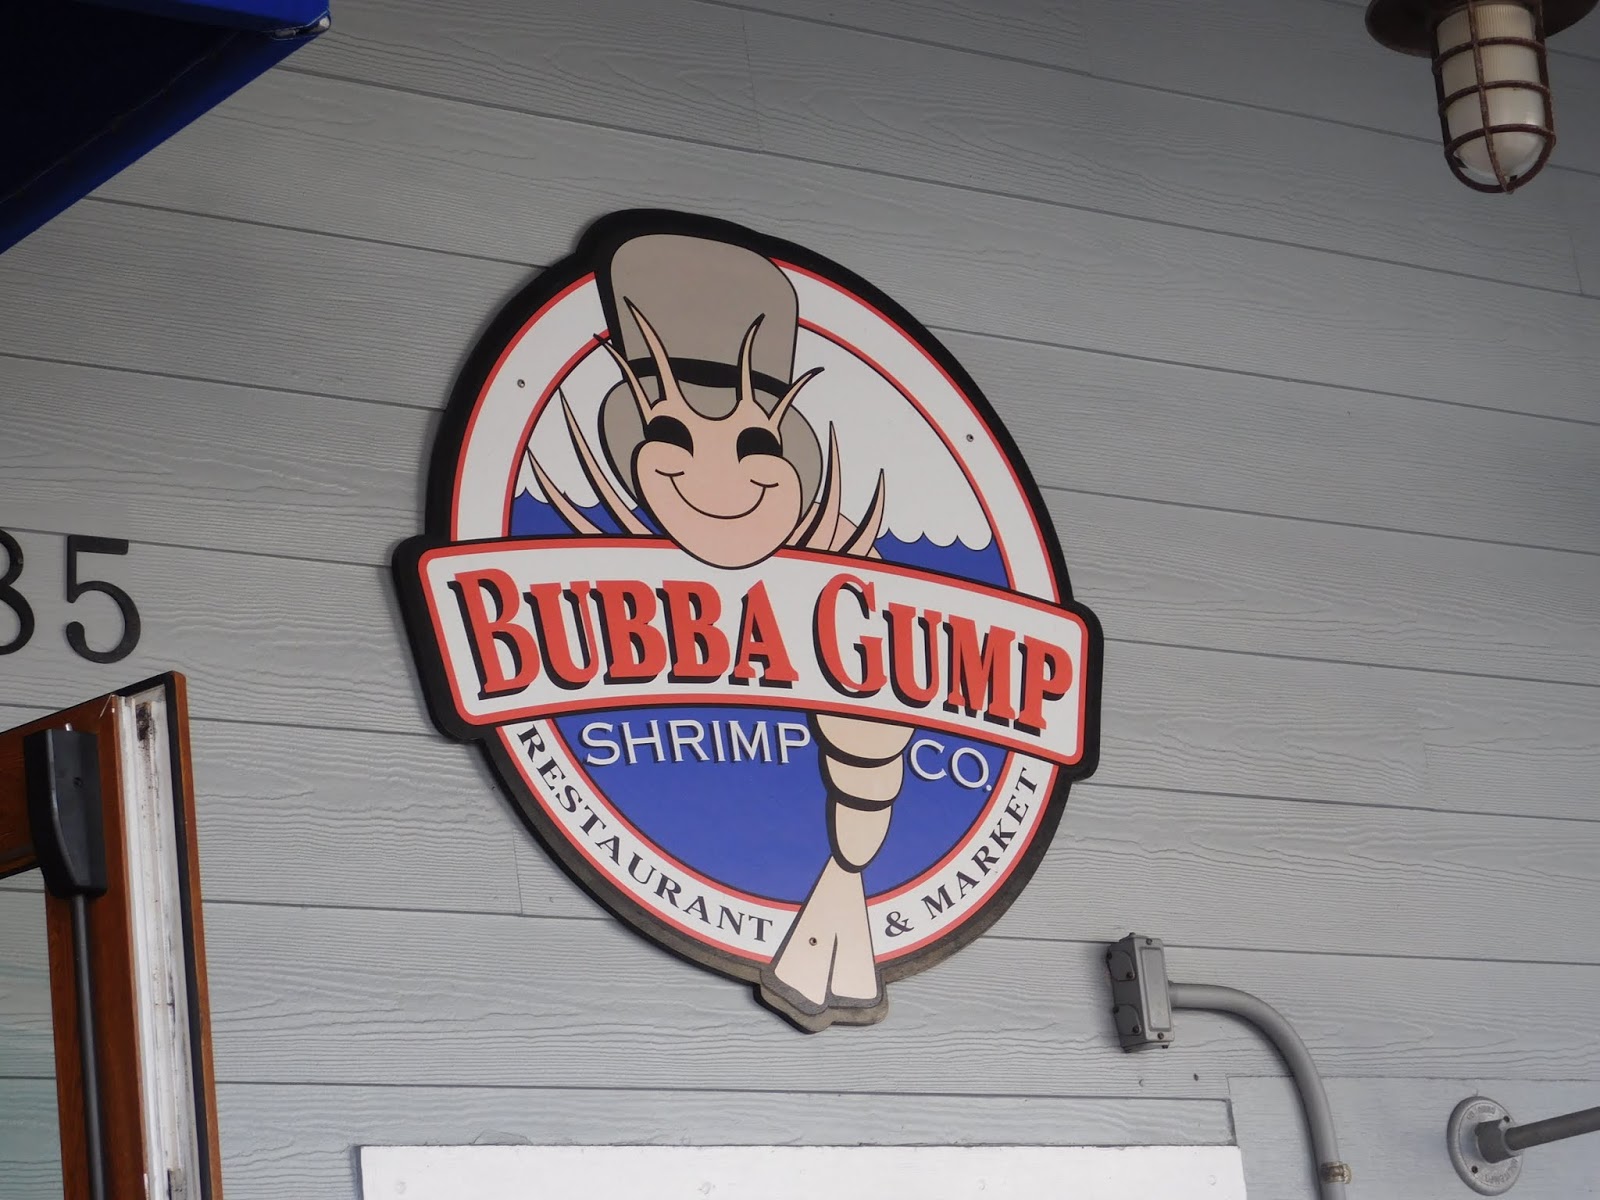 35
BUBBA GUMP
SHRIMP CO.
RESTAURANT & MARKET